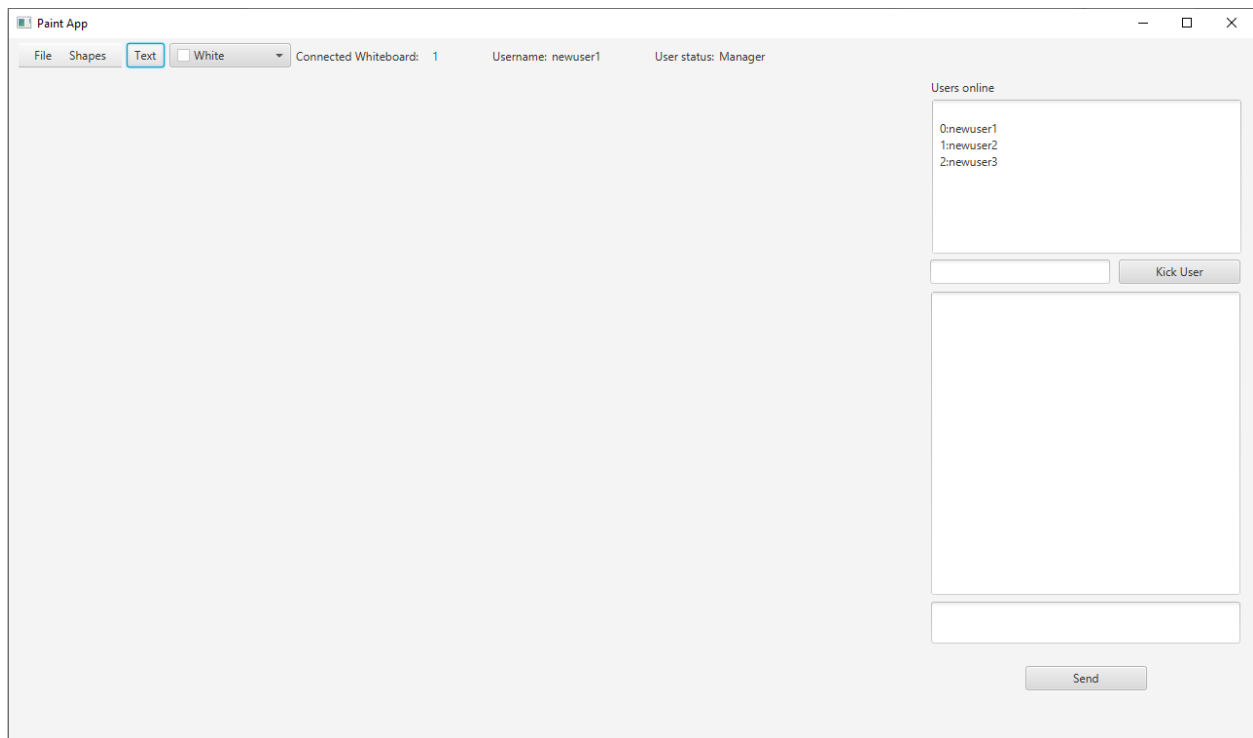 Paint App
File Shapes Text White Connected Whiteboard: 1 Username: newuser1 User status: Manager
Users online
0:newuser1
1:newuser2
2:newuser3
Kick User
Send